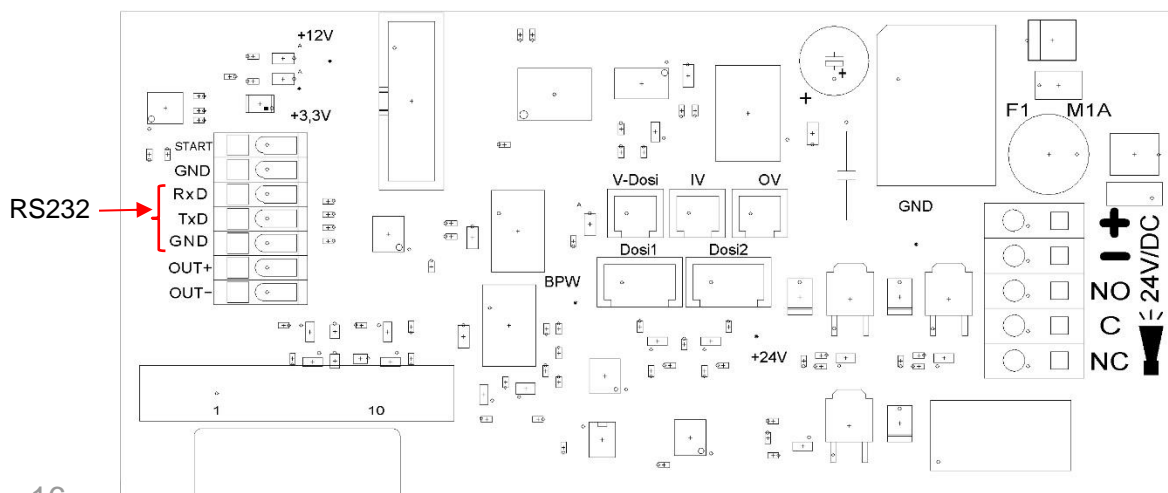 +12V
+3,3V
START
GND
RxD
TxD
GND
OUT+
OUT-
RS232
V-Dosi IV OV
Dosi1 Dosi2
BPW
+24V
GND
F1 M1A
+
-
24V/DC
NO
C
NC
1 10